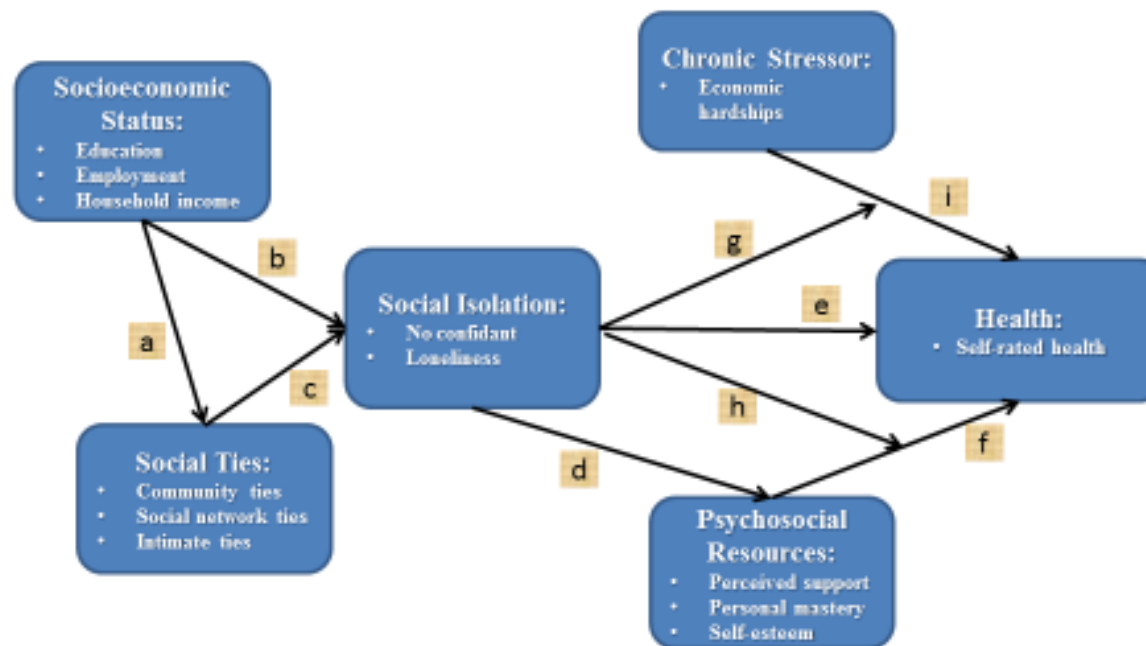 Chronic Stressor:
• Economic
hardships
Socioeconomic
Status:
• Education
• Employment
• Household income
i
g
b
Social Isolation:
• No confidant
• Loneliness
e
Health:
• Self-rated health
a
c
h
d
f
Social Ties:
• Community ties
• Social network ties
• Intimate ties
Psychosocial
Resources:
• Perceived support
• Personal mastery
• Self-esteem